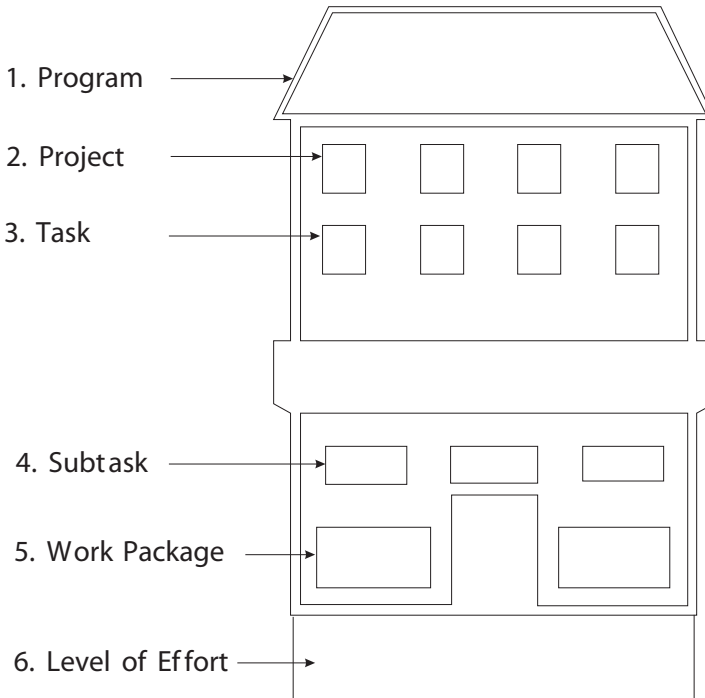 1. Program
2. Project
3. Task
4. Subtask
5. Work Package
6. Level of Effort